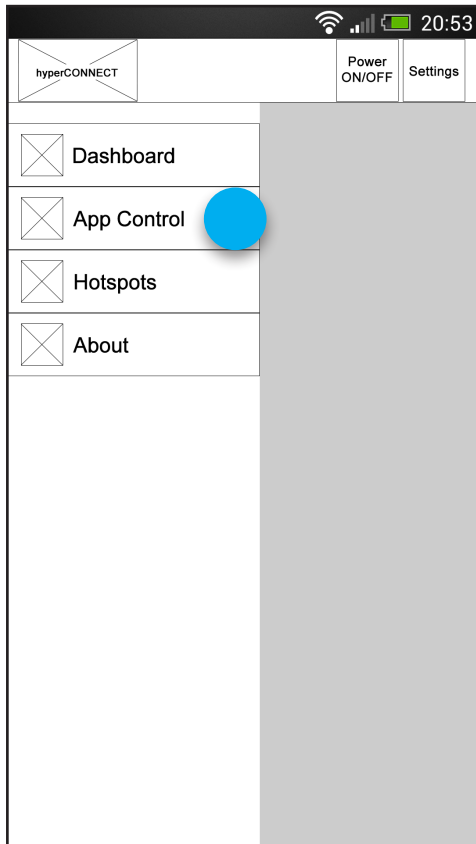 20:53
hyperCONNECT
Power
ON/OFF
Settings
Dashboard
App Control
Hotspots
About